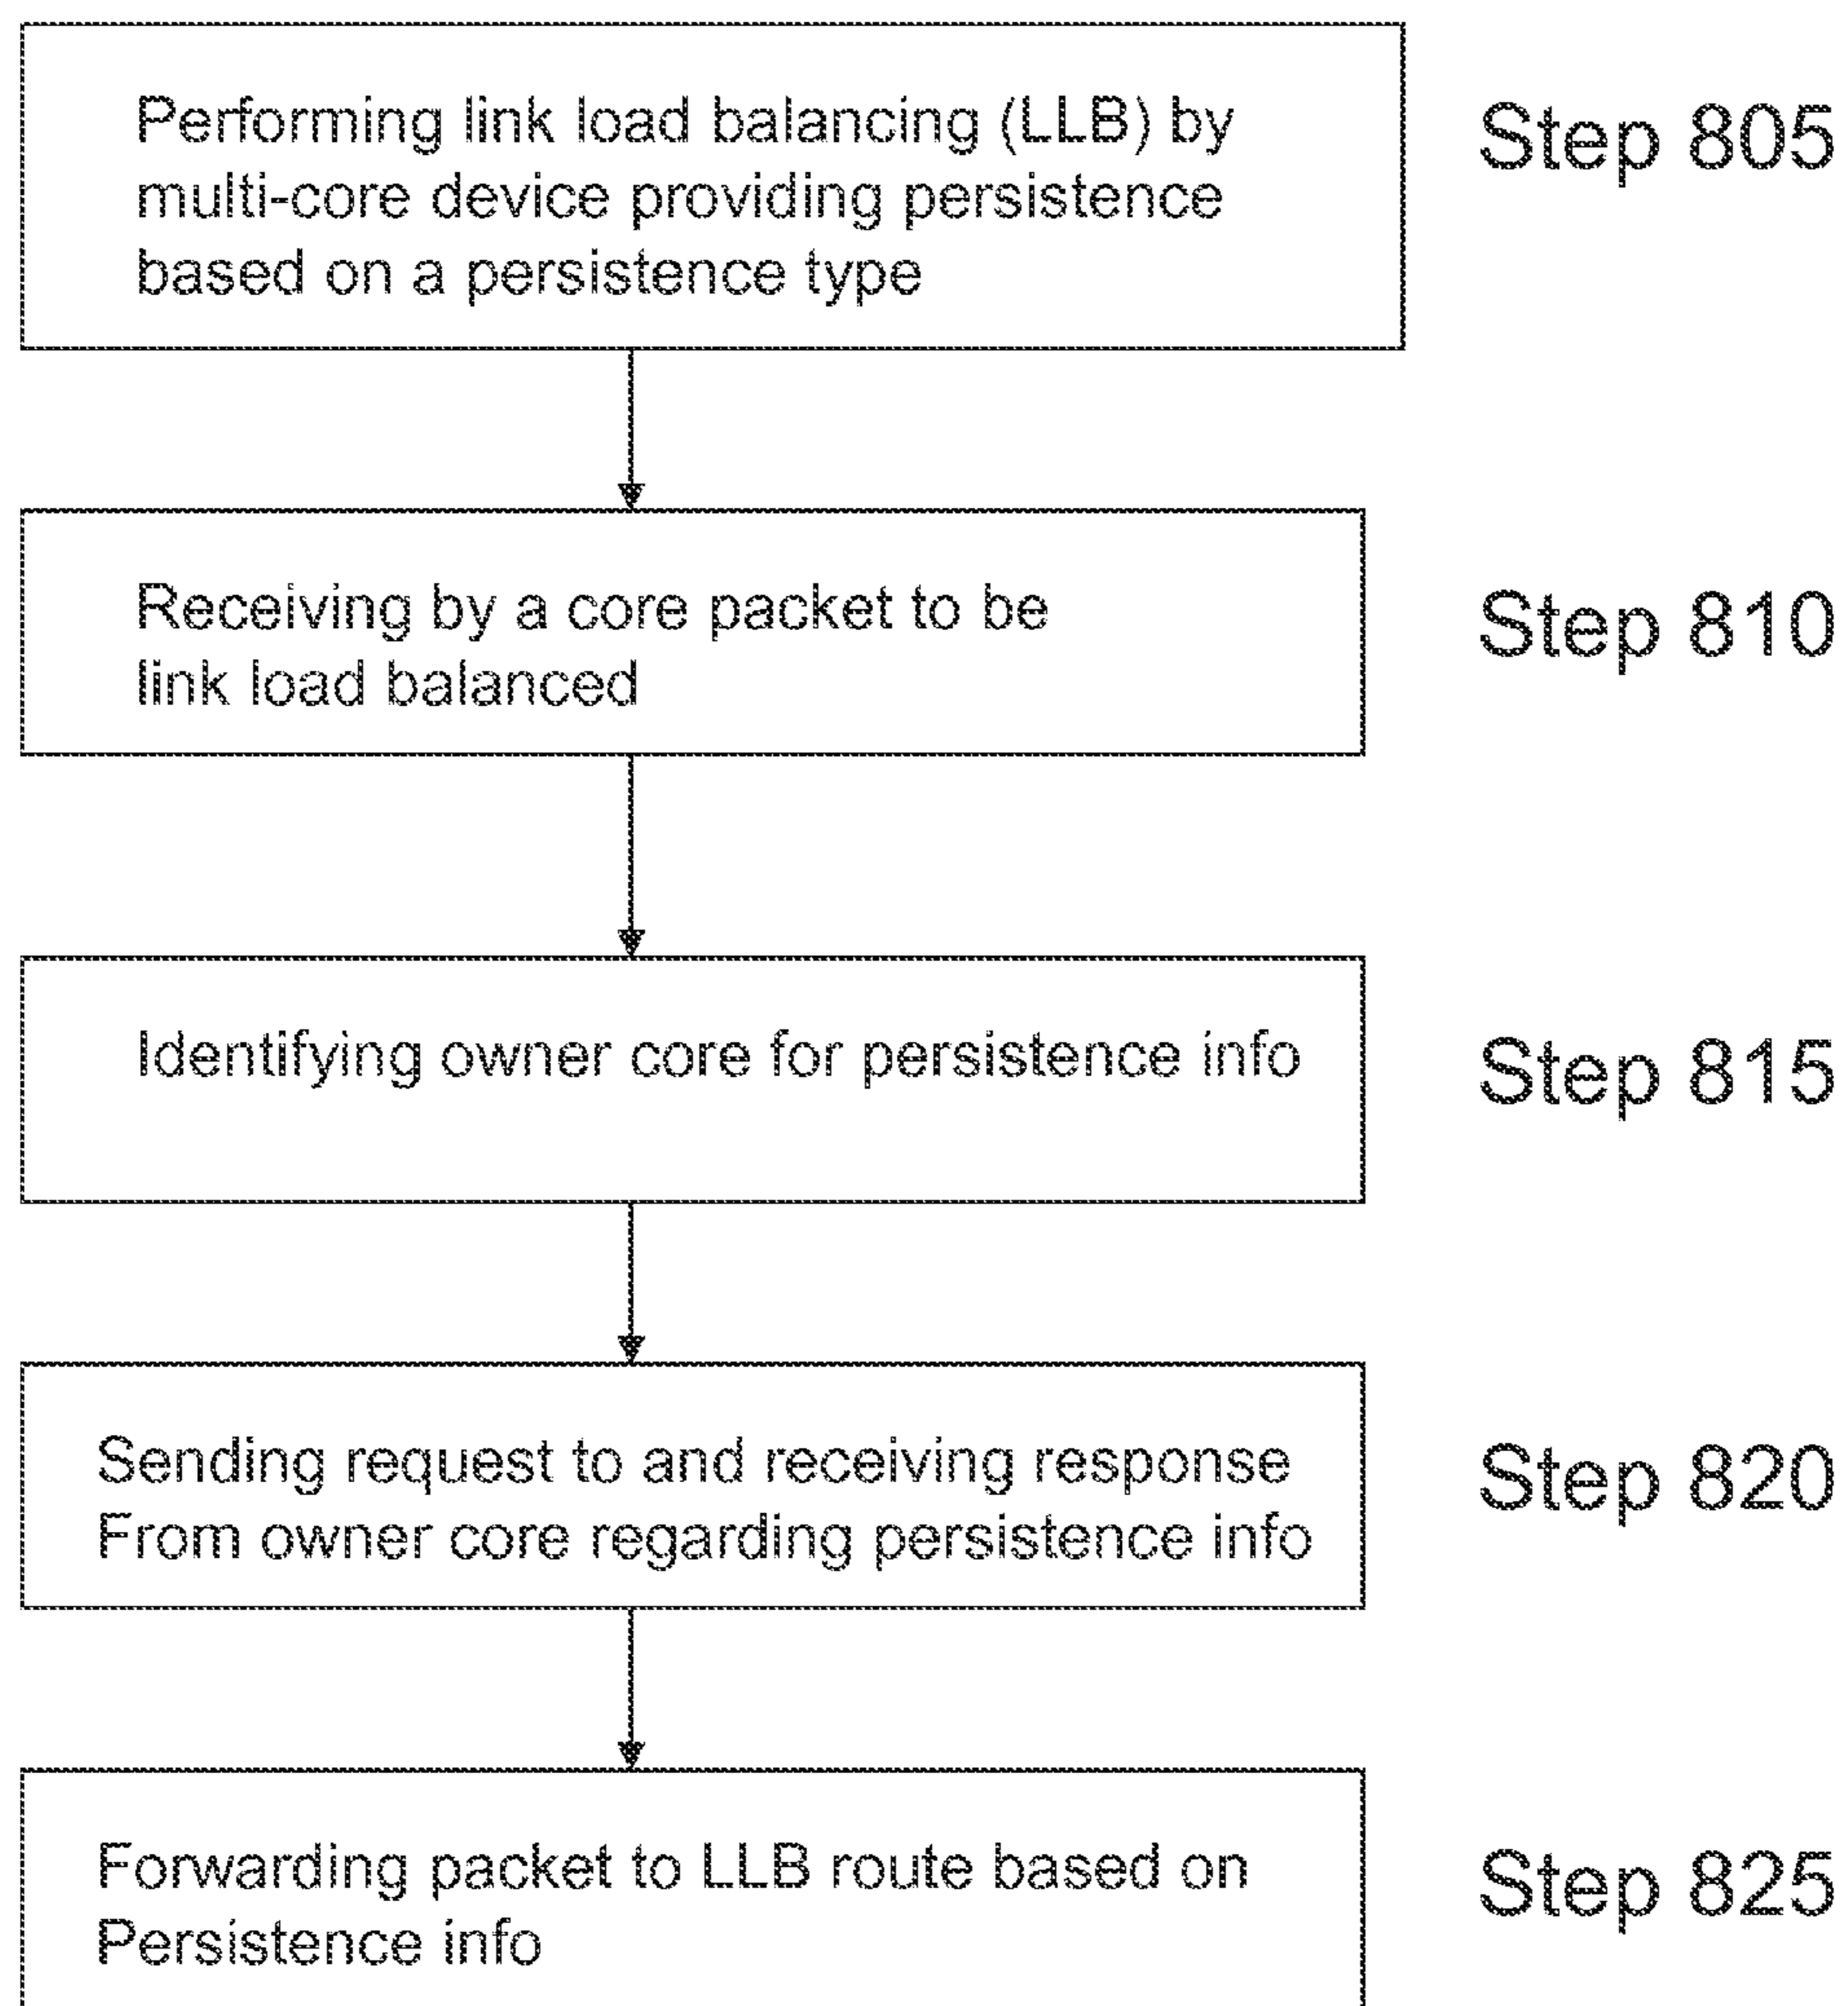 Performing link load balancing (LLB) by
multi-core device providing persistence
based on a persistence type
Step 805
Receiving by a core packet to be
link load balanced
Step 810
Identifying owner core for persistence info
Step 815
Sending request to and receiving response
From owner core regarding persistence info
Step 820
Forwarding packet to LLB route based on
Persistence info
Step 825